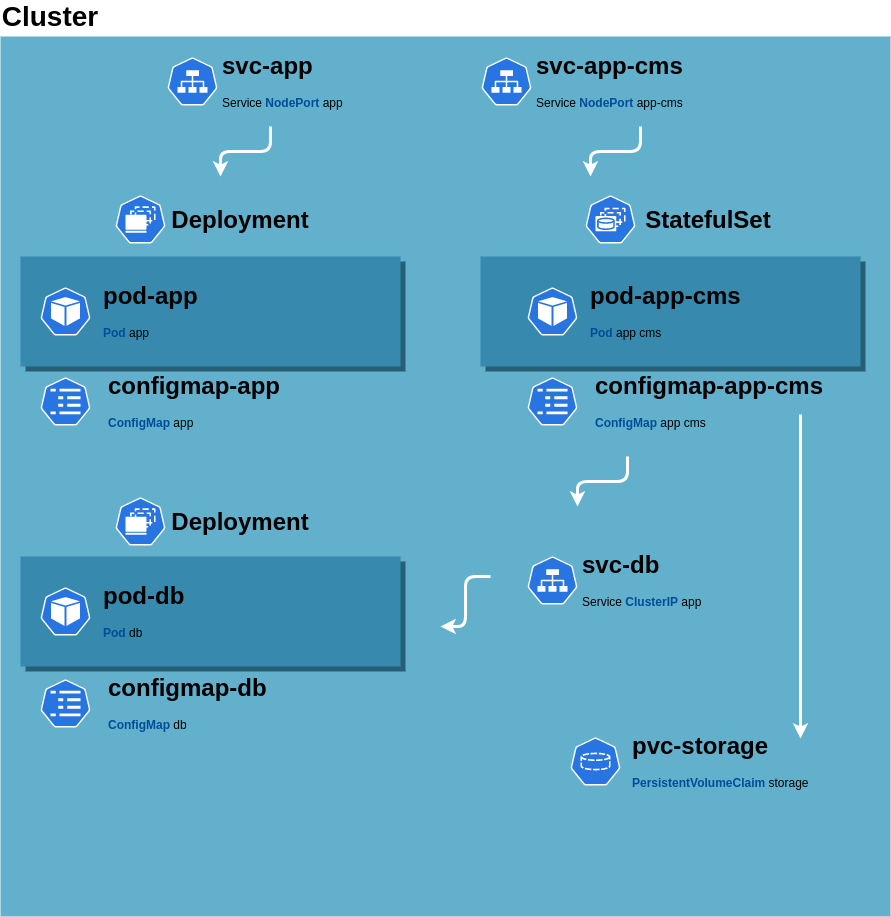 Cluster
svc-app
Service NodePort app
svc-app-cms
Service NodePort app-cms
Deployment
StatefulSet
pod-app
Pod app
pod-app-cms
Pod app cms
configmap-app
ConfigMap app
configmap-app-cms
ConfigMap app cms
Deployment
svc-db
Service ClusterIP app
pod-db
Pod db
configmap-db
ConfigMap db
pvc-storage
PersistentVolumeClaim storage